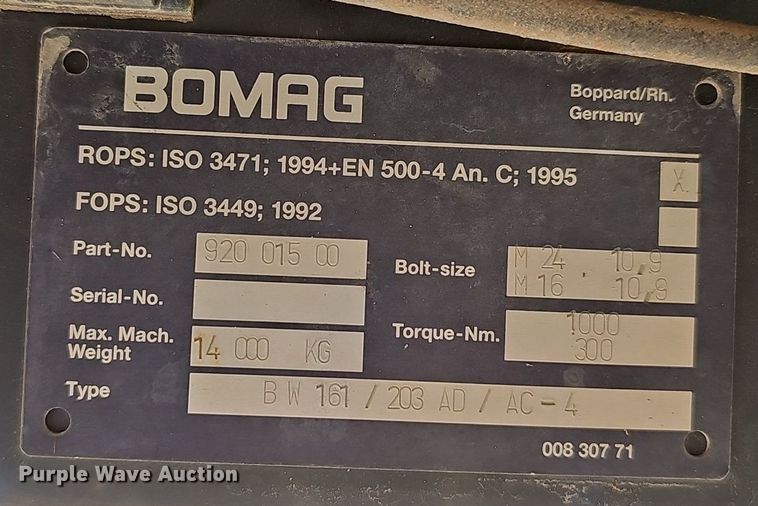 BOMAG
Boppard/Rh.
Germany
ROPS: ISO 3471; 1994+EN 500-4 An. C; 1995 X
FOPS: ISO 3449; 1992
Part-No. 920 015 00
Bolt-size M 24 10,9
M 16 10,9
Serial-No.
Max. Mach. Weight 14 000 KG
Torque-Nm. 1000
300
Type BW 161 / 203 AD / AC-4
008 307 71
Purple Wave Auction